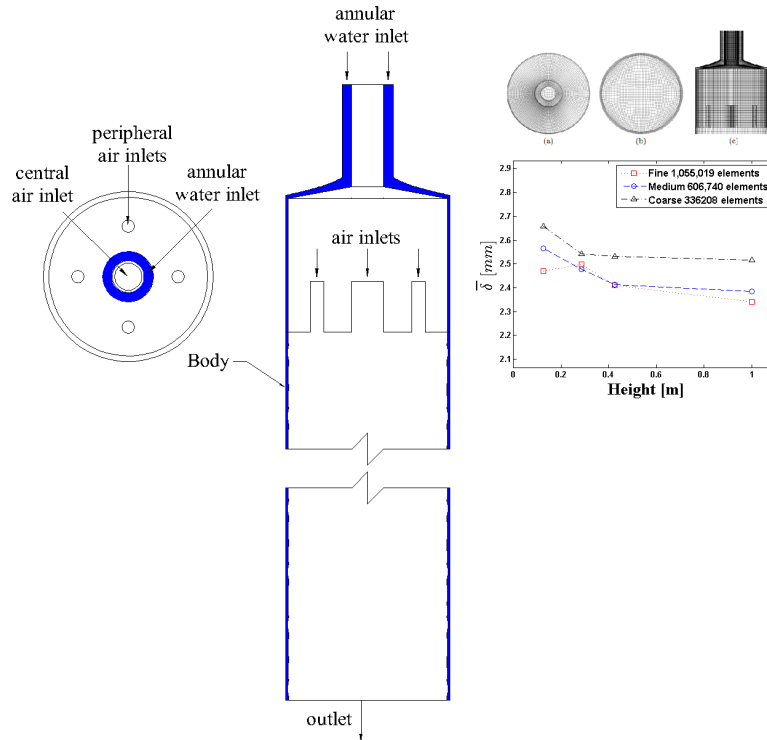 annular
water inlet
peripheral
air inlets
central
air inlet
annular
water inlet
air inlets
Body
outlet
(a)
(b)
(c)
Fine 1,055,019 elements
Medium 606,740 elements
Coarse 336208 elements
2.9
2.8
2.7
2.6
2.5
2.4
2.3
2.2
2.1
δ [mm]
0
0.2
0.4
0.6
0.8
1
Height [m]